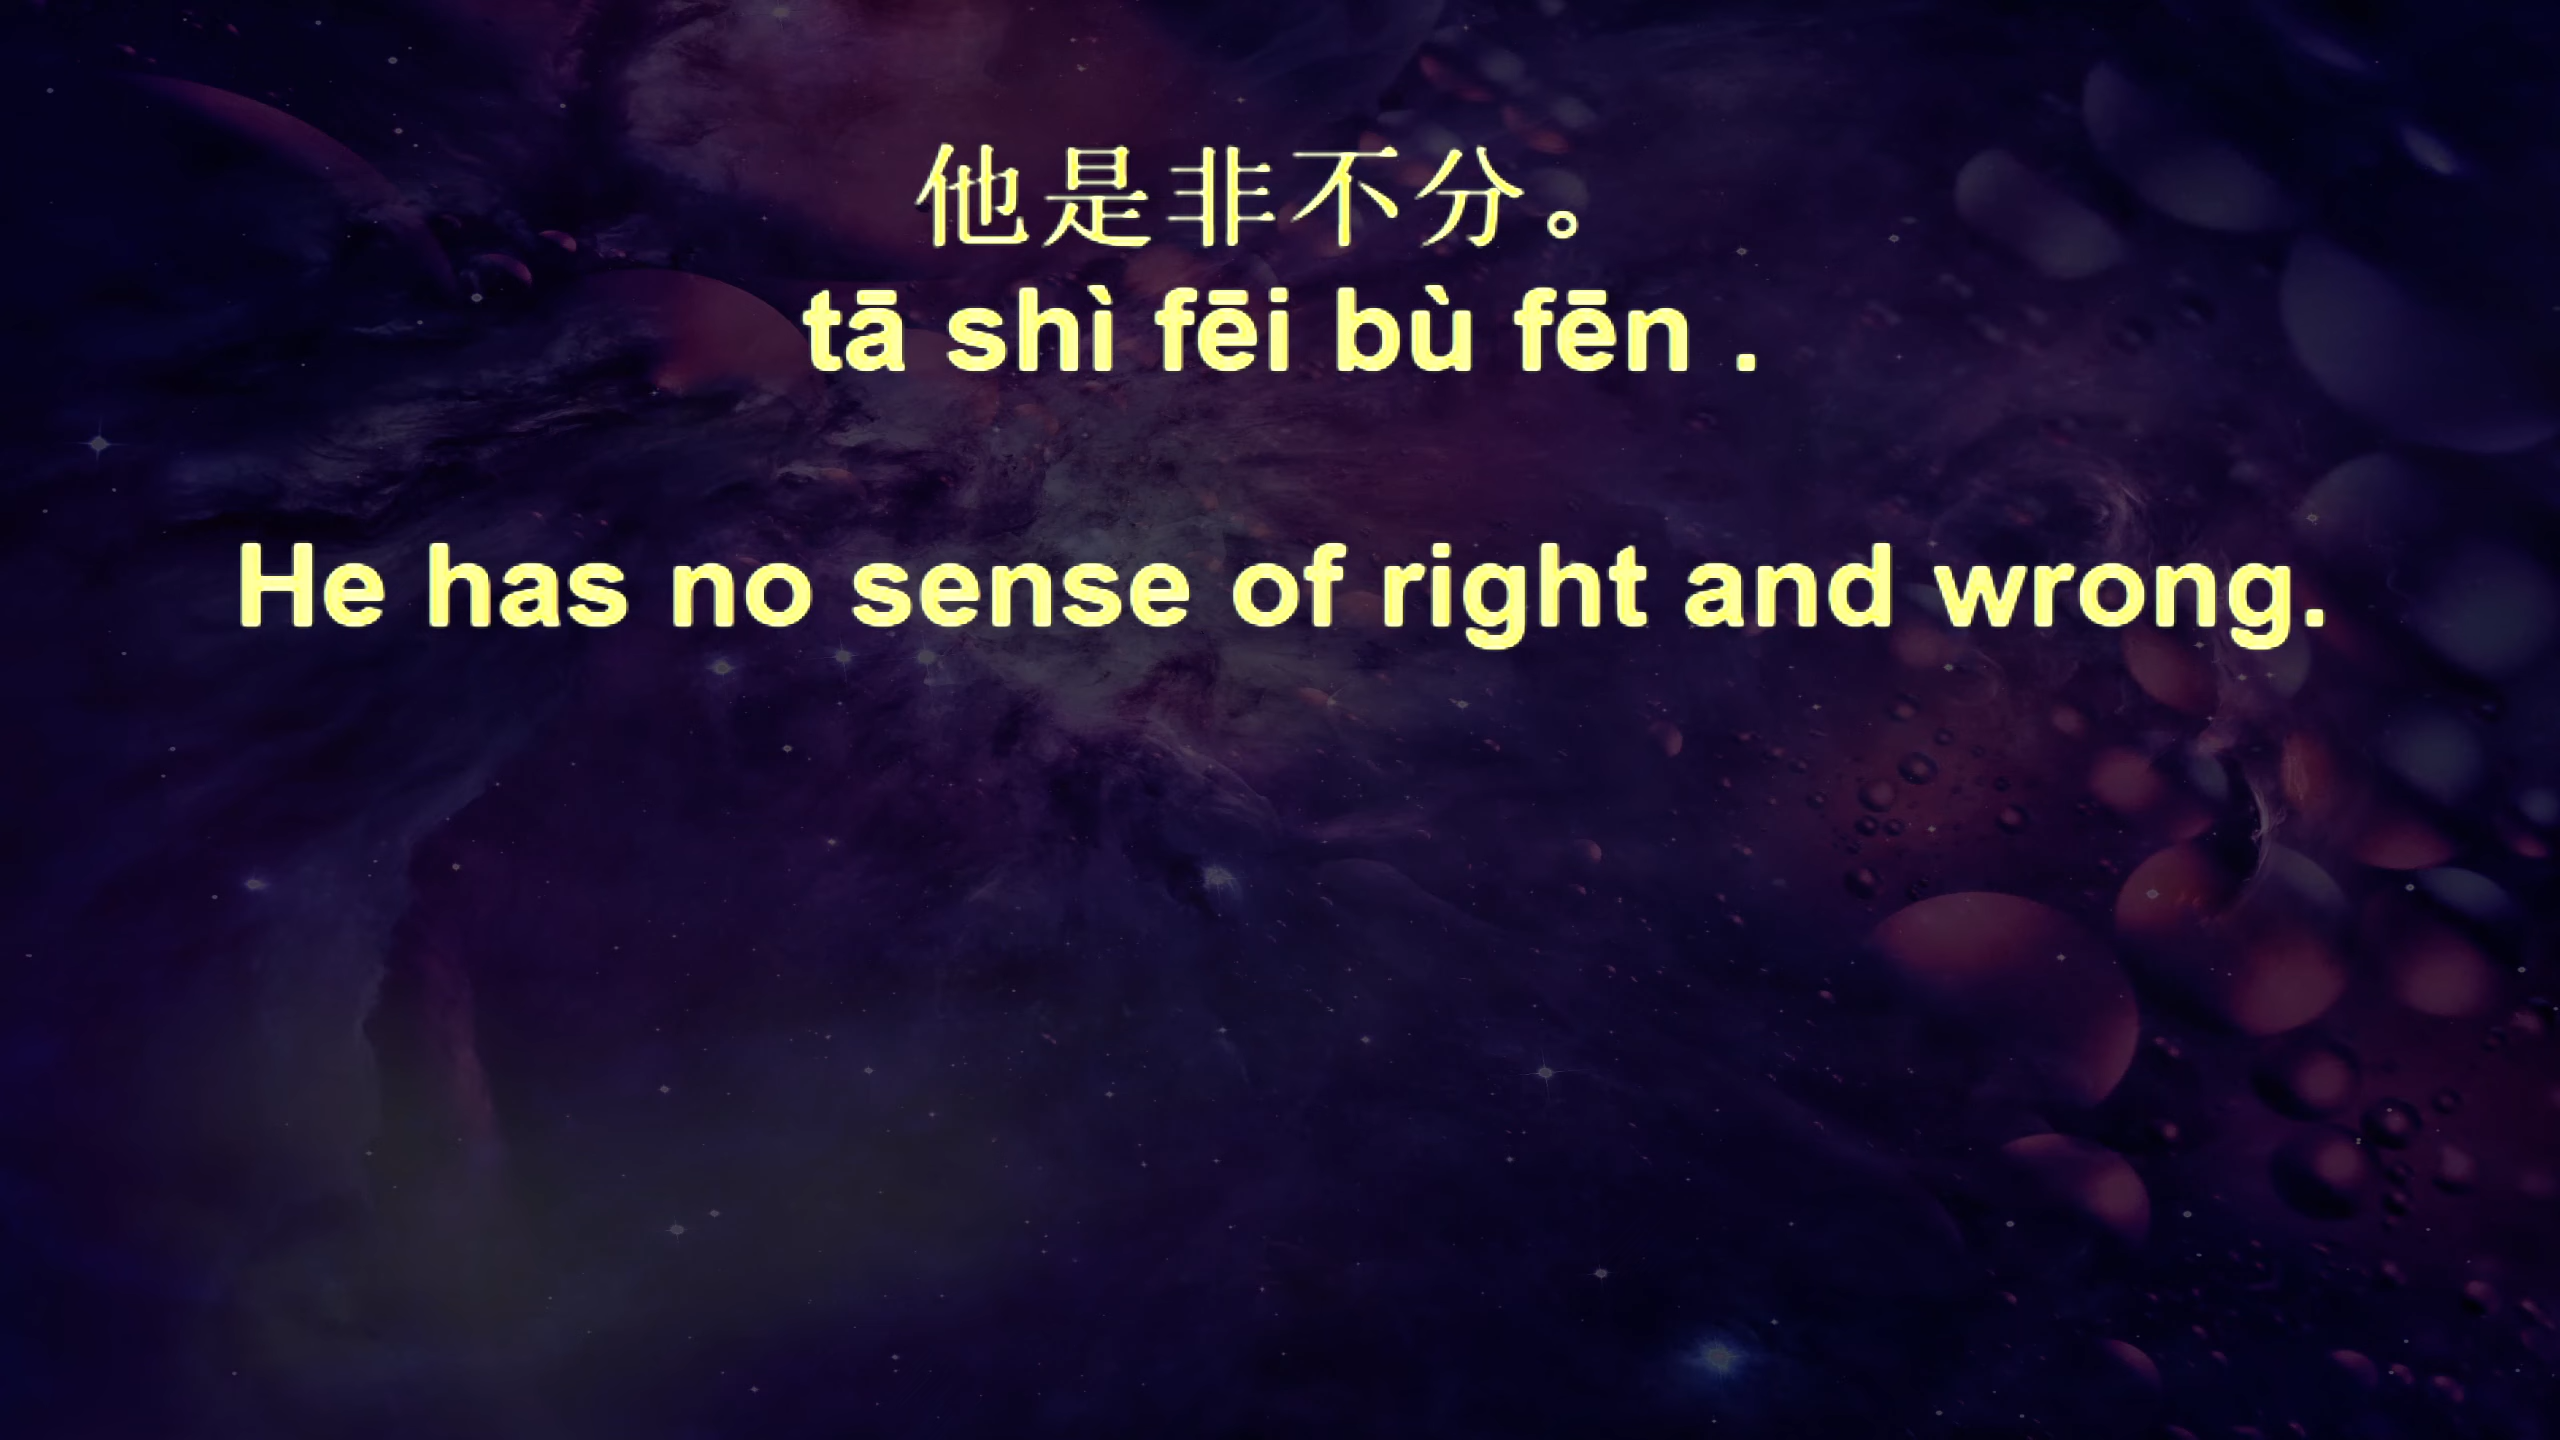 他是非不分。
tā shì fēi bù fēn .
He has no sense of right and wrong.